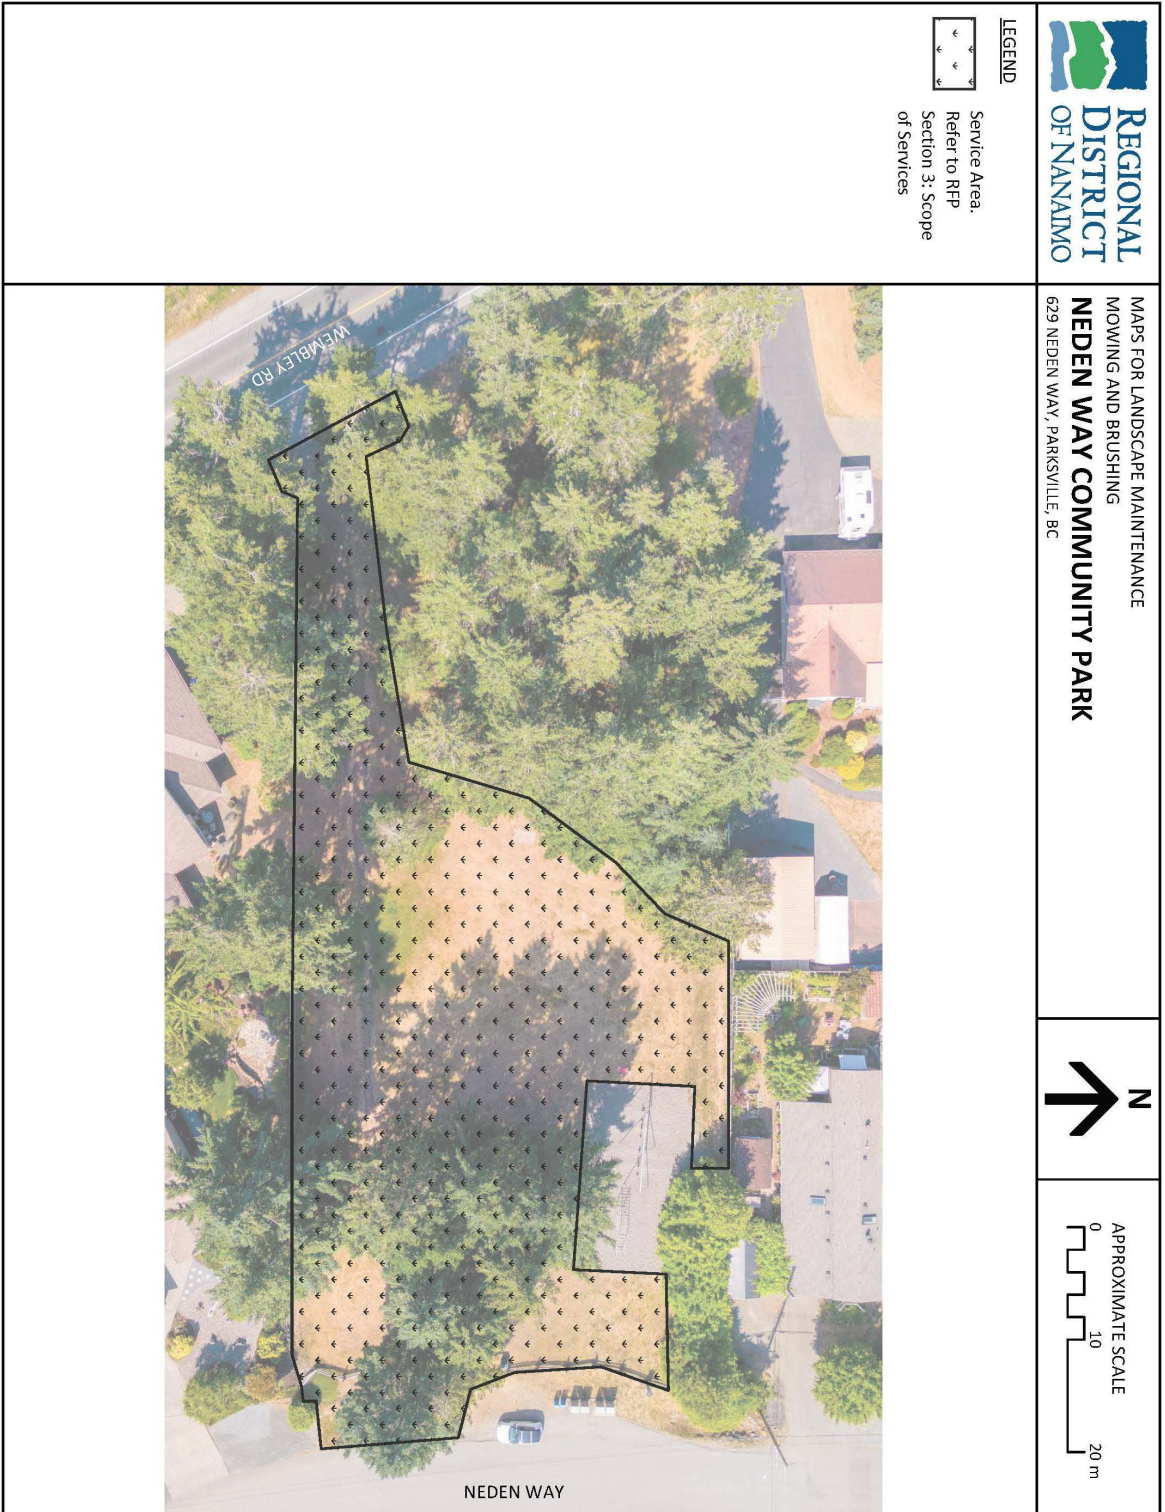 REGIONAL
DISTRICT
OF NANAIMO
MAPS FOR LANDSCAPE MAINTENANCE
MOWING AND BRUSHING
NEDEN WAY COMMUNITY PARK
629 NEDEN WAY, PARKSVILLE, BC
N
APPROXIMATE SCALE
0 10 20 m
LEGEND
Service Area.
Refer to RFP
Section 3: Scope
of Services
WEMBLEY RD
NEDEN WAY